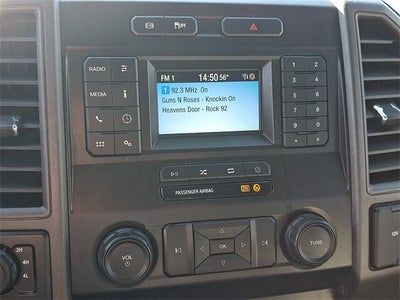 RADIO
MEDIA
FM 1 14:50 56°
1 92.3 MHz On
Guns N Roses - Knockin On
Heavens Door - Rock 92
1 2
3 4
5 6
7 8
9 0
PASSENGER AIRBAG
VOL
OK
TUNE
2H
4H
4L
12V